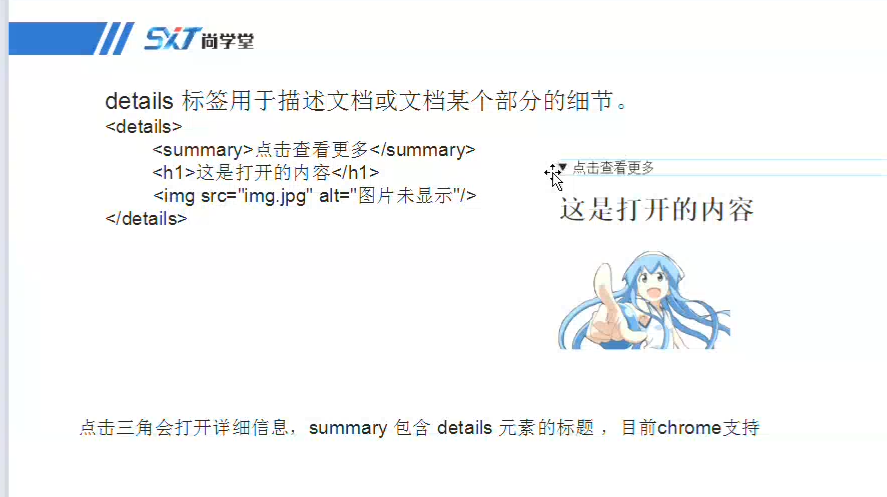 SXT 尚学堂
details 标签用于描述文档或文档某个部分的细节。
<details>
<summary>点击查看更多</summary>
<h1>这是打开的内容</h1>
<img src="img.jpg" alt="图片未显示"/>
</details>
▼ 点击查看更多
这是打开的内容
点击三角会打开详细信息，summary 包含 details 元素的标题 ，目前chrome支持